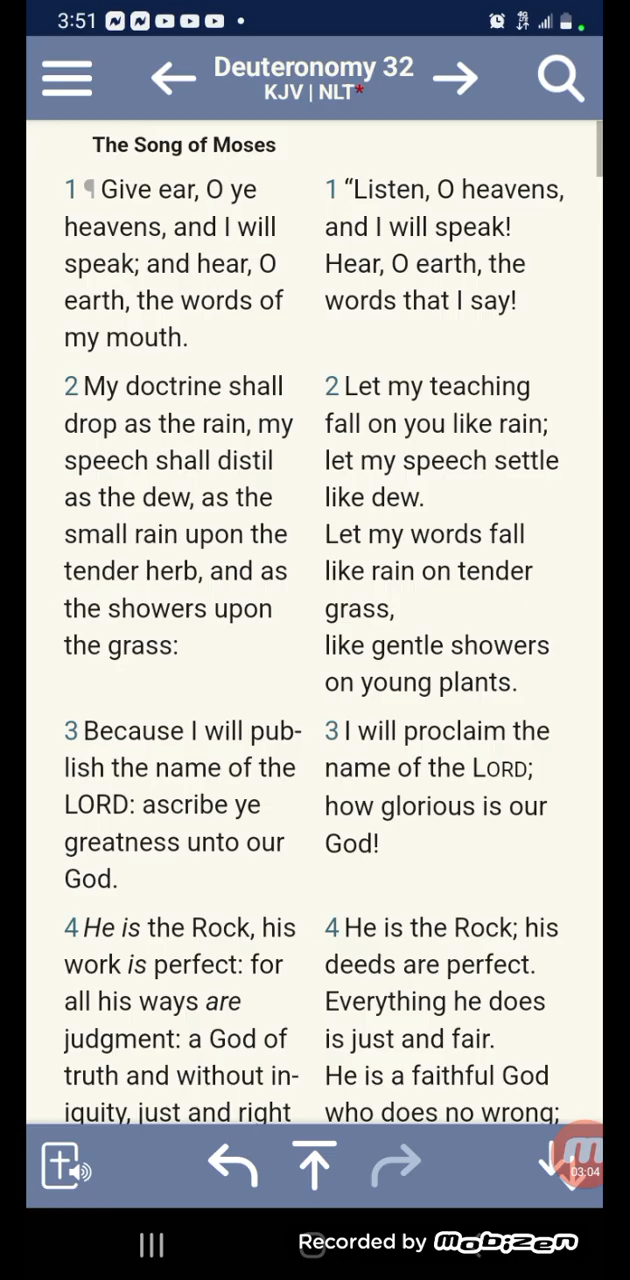 3:51
Deuteronomy 32
KJV | NLT*
The Song of Moses
1 ¶ Give ear, O ye
heavens, and I will
speak; and hear, O
earth, the words of
my mouth.
1 “Listen, O heavens,
and I will speak!
Hear, O earth, the
words that I say!
2 My doctrine shall
drop as the rain, my
speech shall distil
as the dew, as the
small rain upon the
tender herb, and as
the showers upon
the grass:
2 Let my teaching
fall on you like rain;
let my speech settle
like dew.
Let my words fall
like rain on tender
grass,
like gentle showers
on young plants.
3 Because I will pub-
lish the name of the
LORD: ascribe ye
greatness unto our
God.
3 I will proclaim the
name of the LORD;
how glorious is our
God!
4 He is the Rock, his
work is perfect: for
all his ways are
judgment: a God of
truth and without in-
iquity, just and right
4 He is the Rock; his
deeds are perfect.
Everything he does
is just and fair.
He is a faithful God
who does no wrong;
03:04
Recorded by mobizen